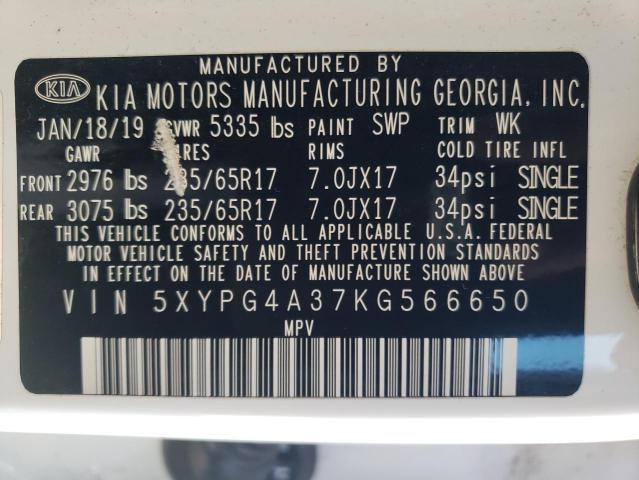 MANUFACTURED BY
KIA KIA MOTORS MANUFACTURING GEORGIA, INC.
JAN/18/19 GVWR 5335 lbs PAINT SWP TRIM WK
GAWR TIRES RIMS COLD TIRE INFL
FRONT 2976 lbs 235/65R17 7.0JX17 34psi SINGLE
REAR 3075 lbs 235/65R17 7.0JX17 34psi SINGLE
THIS VEHICLE CONFORMS TO ALL APPLICABLE U.S.A. FEDERAL
MOTOR VEHICLE SAFETY AND THEFT PREVENTION STANDARDS
IN EFFECT ON THE DATE OF MANUFACTURE SHOWN ABOVE
VIN 5XYPG4A37KG566650
MPV